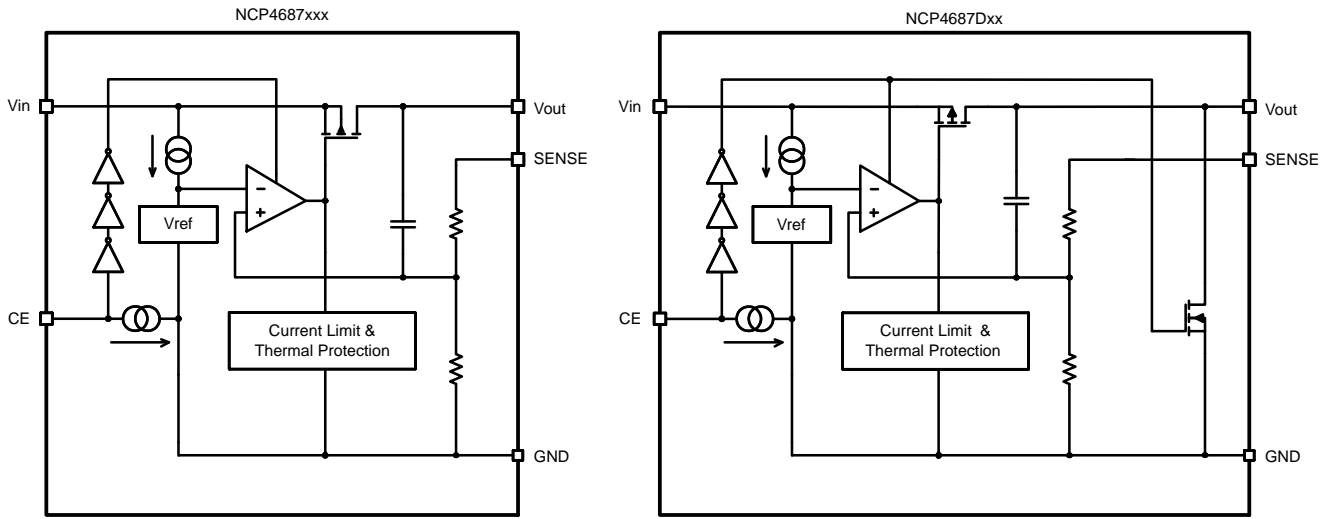 NCP4687xxx
Vin
Vout
SENSE
−
+
Vref
CE
Current Limit &
Thermal Protection
GND
NCP4687Dxx
Vin
Vout
SENSE
−
+
Vref
CE
Current Limit &
Thermal Protection
GND